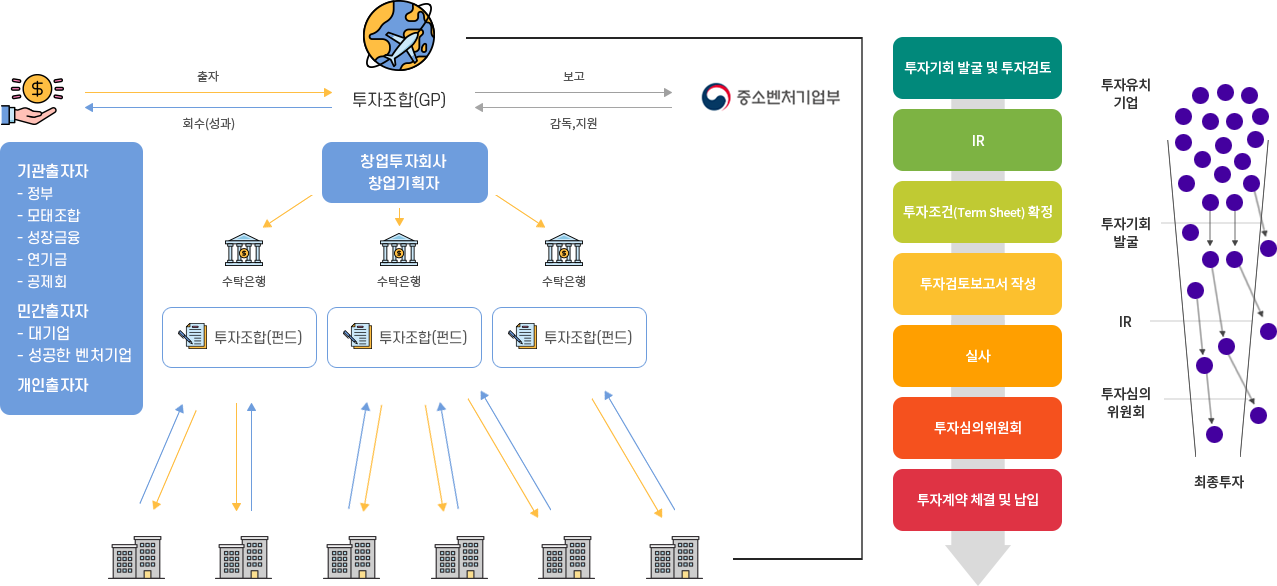 출자
회수(성과)
투자조합(GP)
보고
감독,지원
중소벤처기업부
기관출자자
- 정부
- 모태조합
- 성장금융
- 연기금
- 공제회
민간출자자
- 대기업
- 성공한 벤처기업
개인출자자
창업투자회사
창업기획자
수탁은행
수탁은행
수탁은행
투자조합(펀드)
투자조합(펀드)
투자조합(펀드)
투자기회 발굴 및 투자검토
IR
투자조건(Term Sheet) 확정
투자검토보고서 작성
실사
투자심의위원회
투자계약 체결 및 납입
투자유치
기업
투자기회
발굴
IR
투자심의
위원회
최종투자